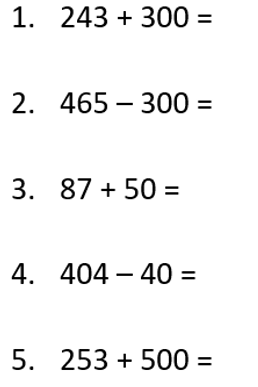 1. 243 + 300 =
2. 465 – 300 =
3. 87 + 50 =
4. 404 – 40 =
5. 253 + 500 =